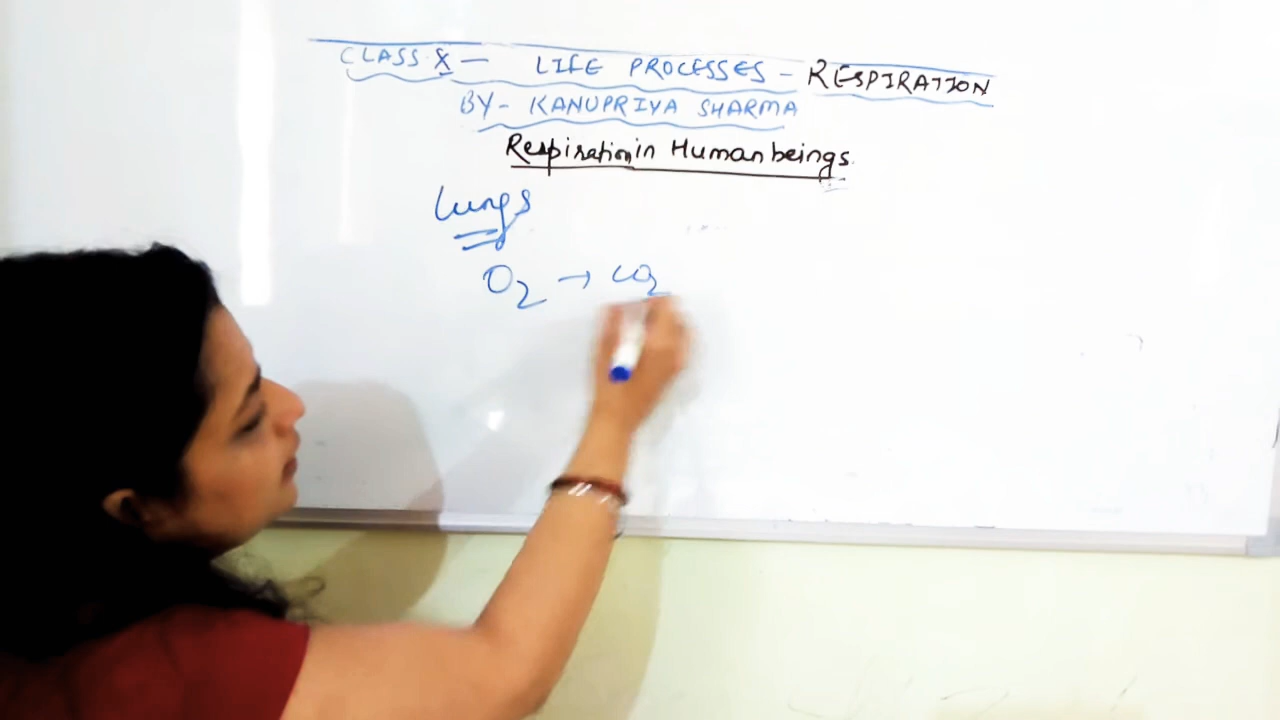 CLASS X — LIFE PROCESSES - RESPIRATION
BY - KANUPRIYA SHARMA
Respiration in Human beings
Lungs
O2 → CO2